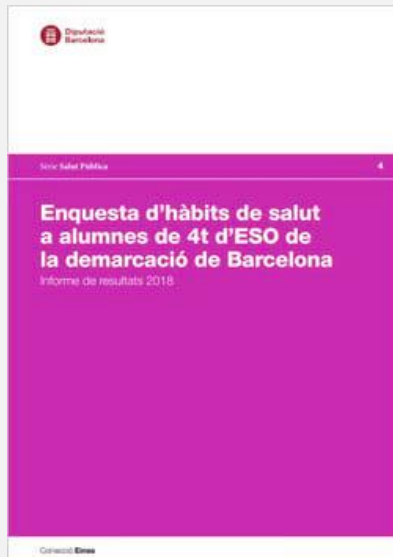 Diputació
Barcelona
Sèrie Salut Pública 4
Enquesta d'hàbits de salut
a alumnes de 4t d'ESO de
la demarcació de Barcelona
Informe de resultats 2018
Col·lecció Eines